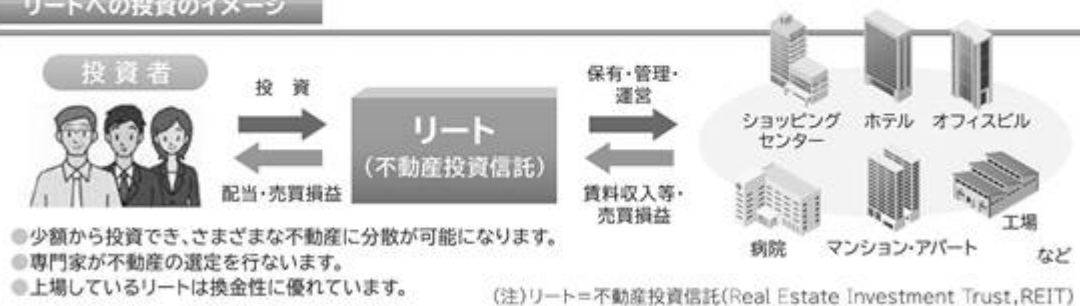 リートへの投資のイメージ
投資者
投 資
配当・売買損益
リート
(不動産投資信託)
保有・管理・
運営
賃料収入等・
売買損益
ショッピング
センター
ホテル
オフィスビル
病院
マンション・アパート
工場
など
●少額から投資でき、さまざまな不動産に分散が可能になります。
●専門家が不動産の選定を行ないます。
●上場しているリートは換金性に優れています。
(注)リート=不動産投資信託(Real Estate Investment Trust,REIT)